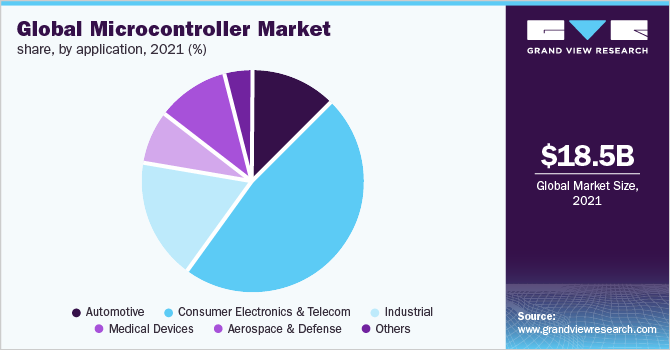 Global Microcontroller Market
share, by application, 2021 (%)
Automotive
Consumer Electronics & Telecom
Industrial
Medical Devices
Aerospace & Defense
Others
GRAND VIEW RESEARCH
$18.5B
Global Market Size,
2021
Source:
www.grandviewresearch.com